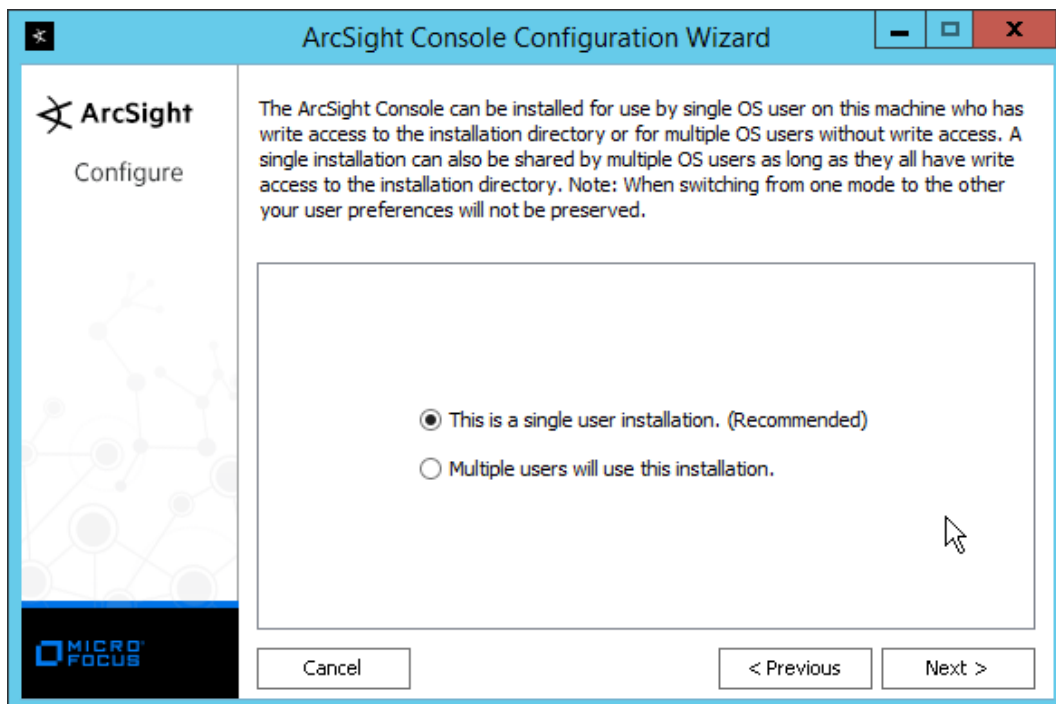 ArcSight Console Configuration Wizard
ArcSight
Configure
The ArcSight Console can be installed for use by single OS user on this machine who has
write access to the installation directory or for multiple OS users without write access. A
single installation can also be shared by multiple OS users as long as they all have write
access to the installation directory. Note: When switching from one mode to the other
your user preferences will not be preserved.
This is a single user installation. (Recommended)
Multiple users will use this installation.
MICRO
FOCUS
Cancel
< Previous
Next >